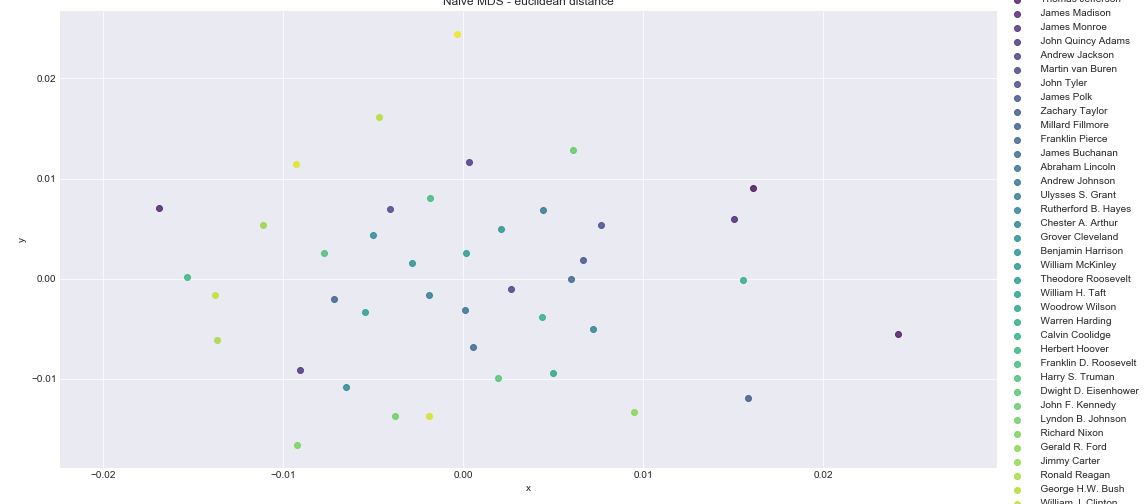 Naive MDS - euclidean distance
Thomas Jefferson
James Madison
James Monroe
John Quincy Adams
Andrew Jackson
Martin van Buren
John Tyler
James Polk
Zachary Taylor
Millard Fillmore
Franklin Pierce
James Buchanan
Abraham Lincoln
Andrew Johnson
Ulysses S. Grant
Rutherford B. Hayes
Chester A. Arthur
Grover Cleveland
Benjamin Harrison
William McKinley
Theodore Roosevelt
William H. Taft
Woodrow Wilson
Warren Harding
Calvin Coolidge
Herbert Hoover
Franklin D. Roosevelt
Harry S. Truman
Dwight D. Eisenhower
John F. Kennedy
Lyndon B. Johnson
Richard Nixon
Gerald R. Ford
Jimmy Carter
Ronald Reagan
George H.W. Bush
William J. Clinton
0.02
0.01
0.00
−0.01
y
−0.02 −0.01 0.00 0.01 0.02
x